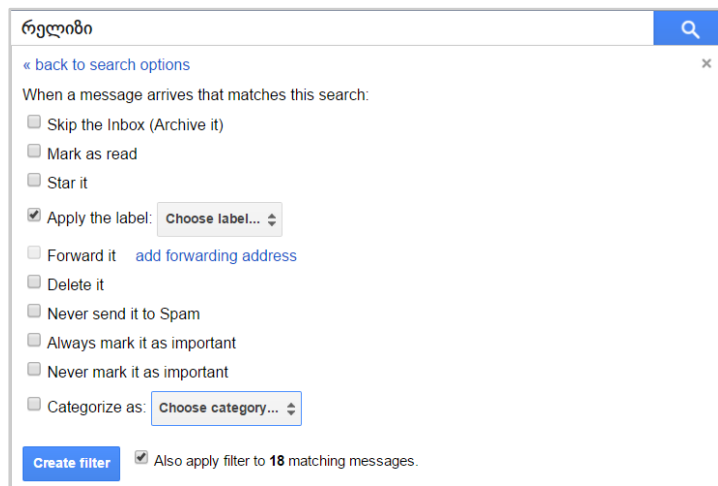 რელიზი
« back to search options
×
When a message arrives that matches this search:
Skip the Inbox (Archive it)
Mark as read
Star it
Apply the label: Choose label...
Forward it add forwarding address
Delete it
Never send it to Spam
Always mark it as important
Never mark it as important
Categorize as: Choose category...
Create filter Also apply filter to 18 matching messages.